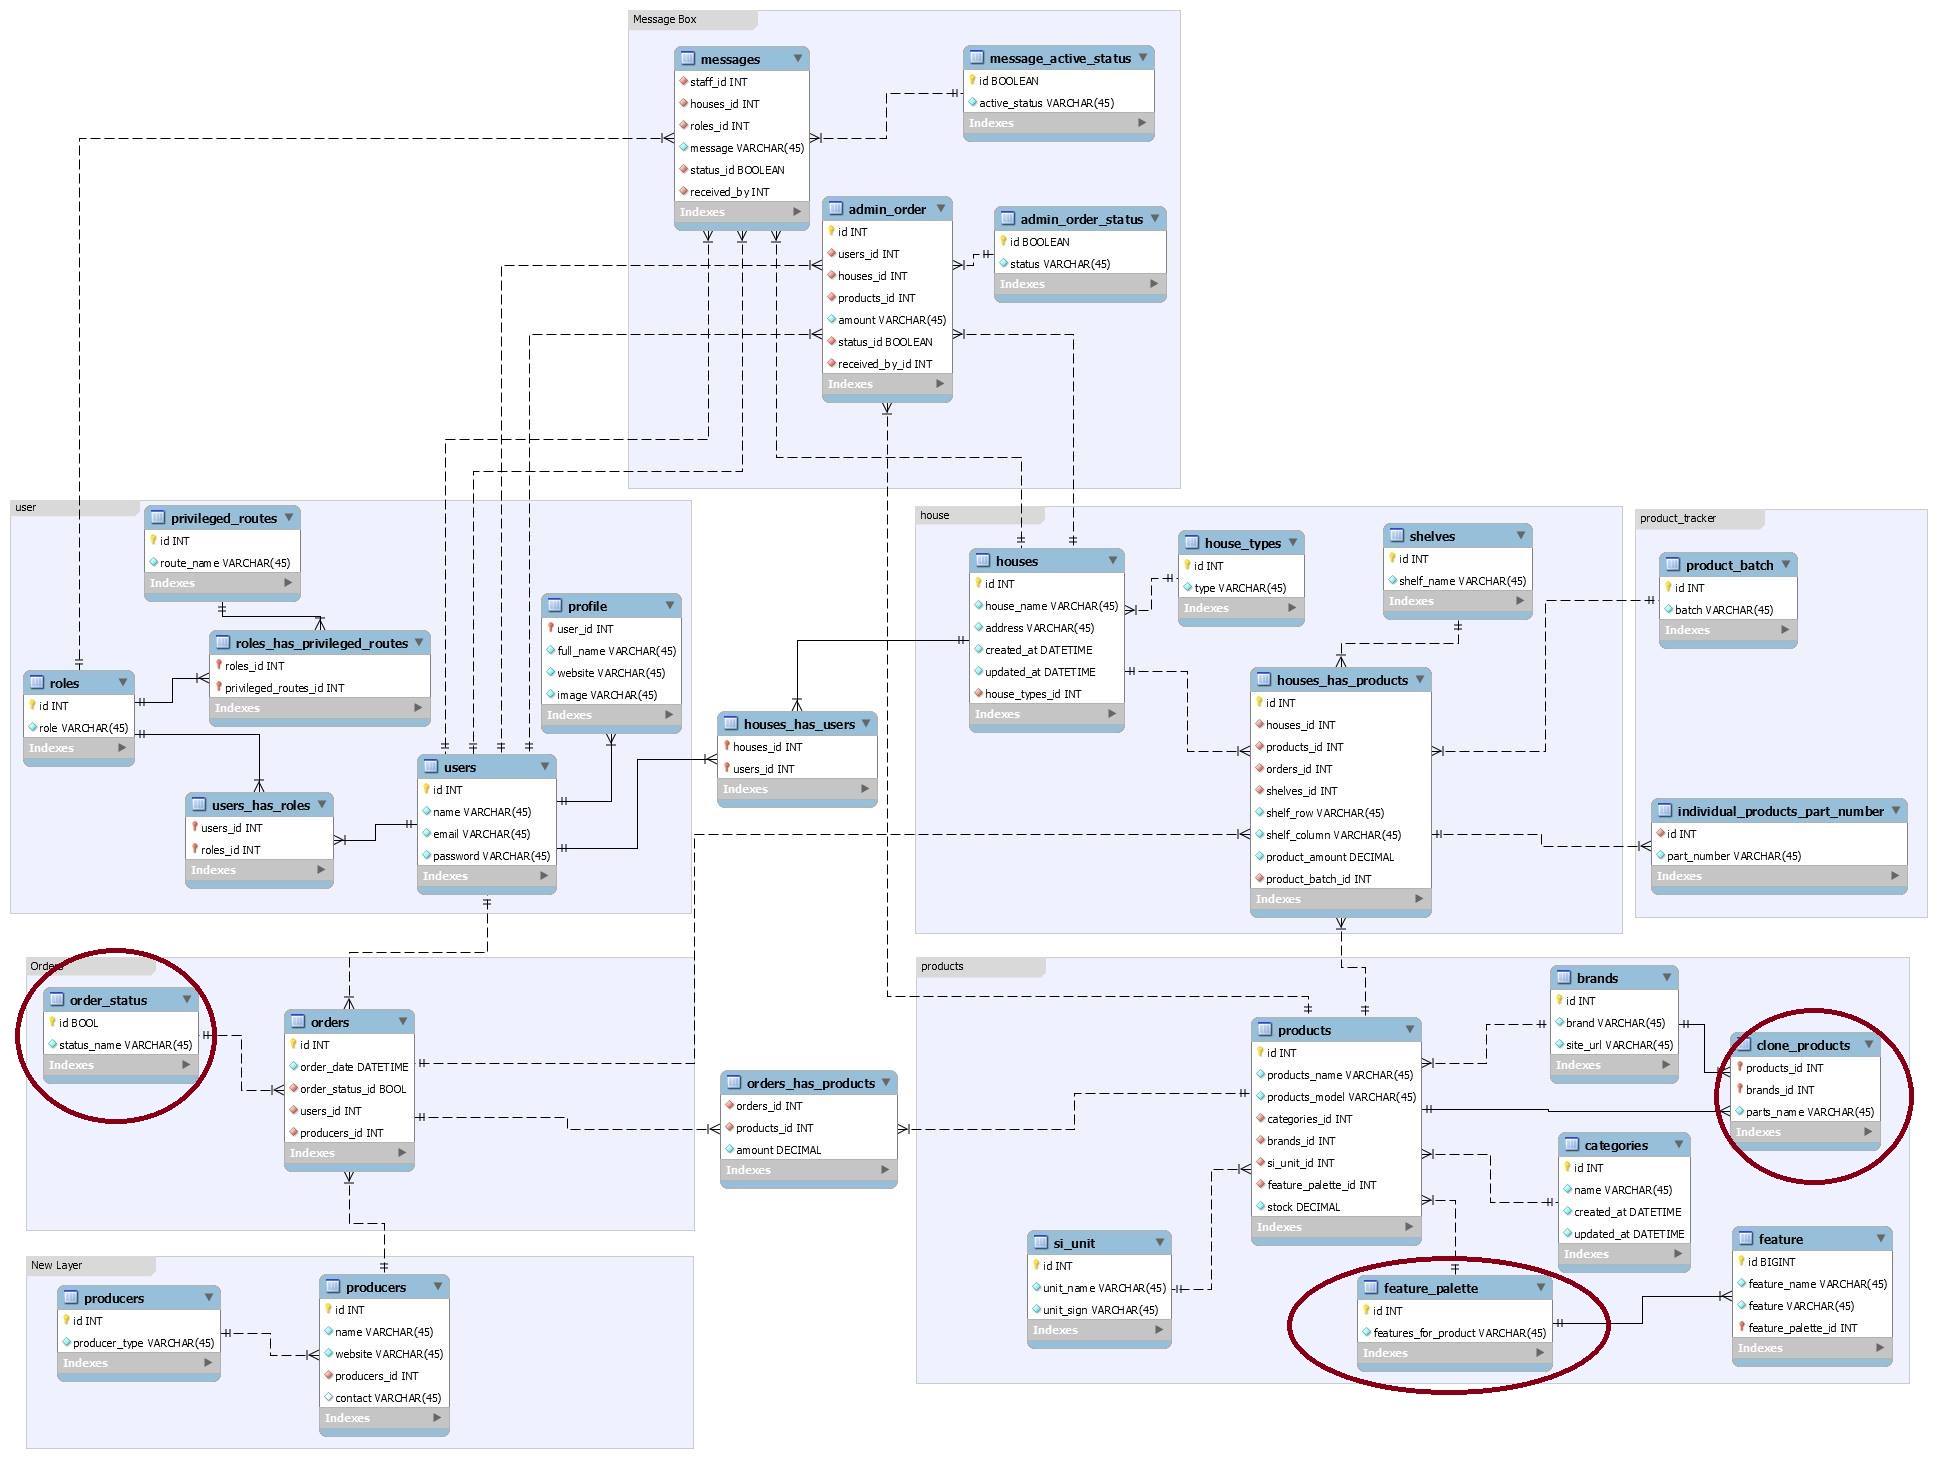 Message Box
messages
staff_id INT
houses_id INT
roles_id INT
message VARCHAR(45)
status_id BOOLEAN
received_by INT
Indexes
message_active_status
id BOOLEAN
active_status VARCHAR(45)
Indexes
admin_order
id INT
users_id INT
houses_id INT
products_id INT
amount VARCHAR(45)
status_id BOOLEAN
received_by_id INT
Indexes
admin_order_status
id BOOLEAN
status VARCHAR(45)
Indexes
user
privileged_routes
id INT
route_name VARCHAR(45)
Indexes
roles_has_privileged_routes
roles_id INT
privileged_routes_id INT
Indexes
roles
id INT
role VARCHAR(45)
Indexes
users_has_roles
users_id INT
roles_id INT
Indexes
profile
user_id INT
full_name VARCHAR(45)
website VARCHAR(45)
image VARCHAR(45)
Indexes
users
id INT
name VARCHAR(45)
email VARCHAR(45)
password VARCHAR(45)
Indexes
houses_has_users
houses_id INT
users_id INT
Indexes
house
houses
id INT
house_name VARCHAR(45)
address VARCHAR(45)
created_at DATETIME
updated_at DATETIME
house_types_id INT
Indexes
house_types
id INT
type VARCHAR(45)
Indexes
shelves
id INT
shelf_name VARCHAR(45)
Indexes
houses_has_products
id INT
houses_id INT
products_id INT
orders_id INT
shelves_id INT
shelf_row VARCHAR(45)
shelf_column VARCHAR(45)
product_amount DECIMAL
product_batch_id INT
Indexes
product_tracker
product_batch
id INT
batch VARCHAR(45)
Indexes
individual_products_part_number
id INT
part_number VARCHAR(45)
Indexes
Orders
order_status
id BOOL
status_name VARCHAR(45)
Indexes
orders
id INT
order_date DATETIME
order_status_id BOOL
users_id INT
producers_id INT
Indexes
orders_has_products
orders_id INT
products_id INT
amount DECIMAL
Indexes
products
products
id INT
products_name VARCHAR(45)
products_model VARCHAR(45)
categories_id INT
brands_id INT
si_unit_id INT
feature_palette_id INT
stock DECIMAL
Indexes
brands
id INT
brand VARCHAR(45)
site_url VARCHAR(45)
Indexes
clone_products
products_id INT
brands_id INT
parts_name VARCHAR(45)
Indexes
categories
id INT
name VARCHAR(45)
created_at DATETIME
updated_at DATETIME
Indexes
si_unit
id INT
unit_name VARCHAR(45)
unit_sign VARCHAR(45)
Indexes
feature_palette
id INT
features_for_product VARCHAR(45)
Indexes
feature
id BIGINT
feature_name VARCHAR(45)
feature VARCHAR(45)
feature_palette_id INT
Indexes
New Layer
producers
id INT
producer_type VARCHAR(45)
Indexes
producers
id INT
name VARCHAR(45)
website VARCHAR(45)
producers_id INT
contact VARCHAR(45)
Indexes